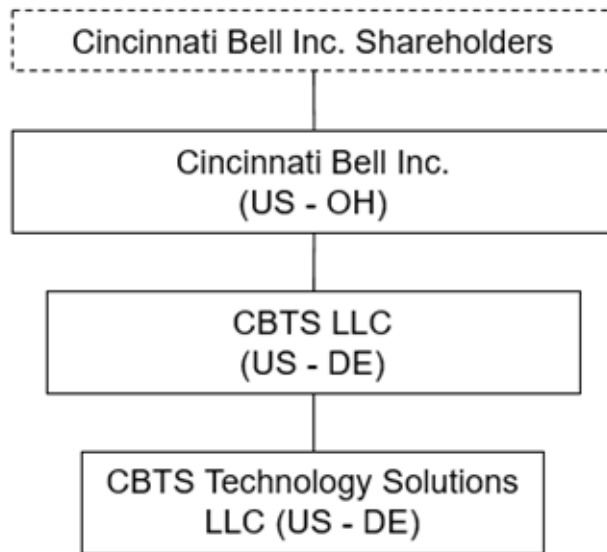 Cincinnati Bell Inc. Shareholders
Cincinnati Bell Inc.
(US - OH)
CBTS LLC
(US - DE)
CBTS Technology Solutions
LLC (US - DE)